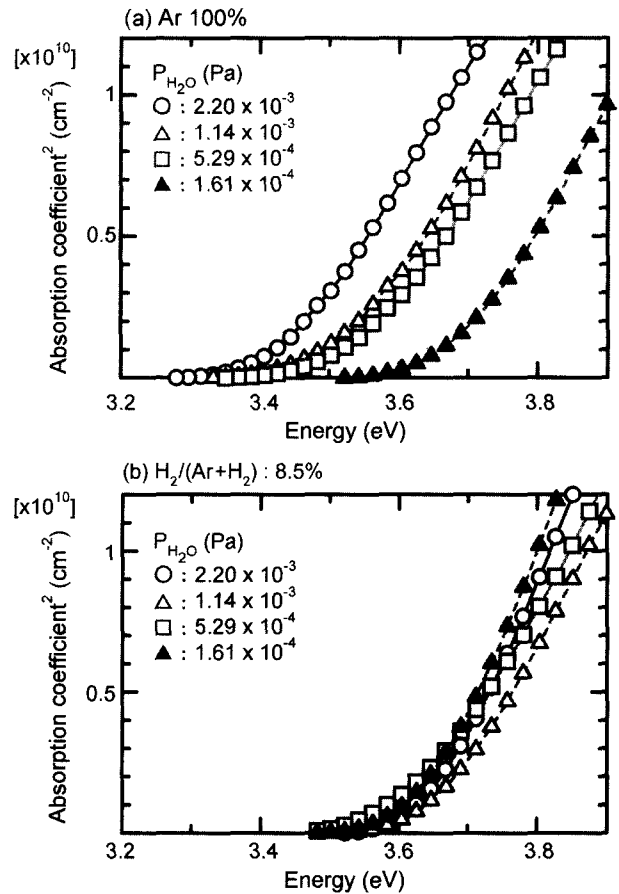 (a) Ar 100%
[x10¹⁰]
1
0.5
Absorption coefficient² (cm⁻²)
P_H₂O (Pa)
○ : 2.20 x 10⁻³
△ : 1.14 x 10⁻³
□ : 5.29 x 10⁻⁴
▲ : 1.61 x 10⁻⁴
3.2 3.4 3.6 3.8
Energy (eV)
(b) H₂/(Ar+H₂) : 8.5%
[x10¹⁰]
1
0.5
Absorption coefficient² (cm⁻²)
P_H₂O (Pa)
○ : 2.20 x 10⁻³
△ : 1.14 x 10⁻³
□ : 5.29 x 10⁻⁴
▲ : 1.61 x 10⁻⁴
3.2 3.4 3.6 3.8
Energy (eV)